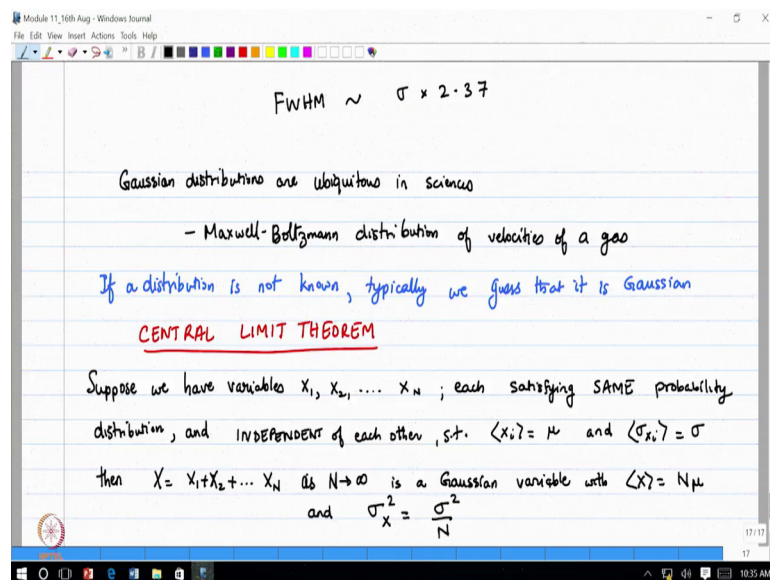 Module 11_16th Aug - Windows Journal
File Edit View Insert Actions Tools Help
B I
FWHM ~ σ × 2.37
Gaussian distributions are ubiquitous in sciences
- Maxwell-Boltzmann distribution of velocities of a gas
If a distribution is not known, typically we guess that it is Gaussian
CENTRAL LIMIT THEOREM
Suppose we have variables X₁, X₂, .... X_N ; each satisfying SAME probability
distribution, and INDEPENDENT of each other, s.t. ⟨xᵢ⟩ = μ and ⟨σ_xᵢ⟩ = σ
then X = X₁+X₂+... X_N as N→∞ is a Gaussian variable with ⟨X⟩ = Nμ
and σ_X² = σ²/N
17/17
17
10:35 AM